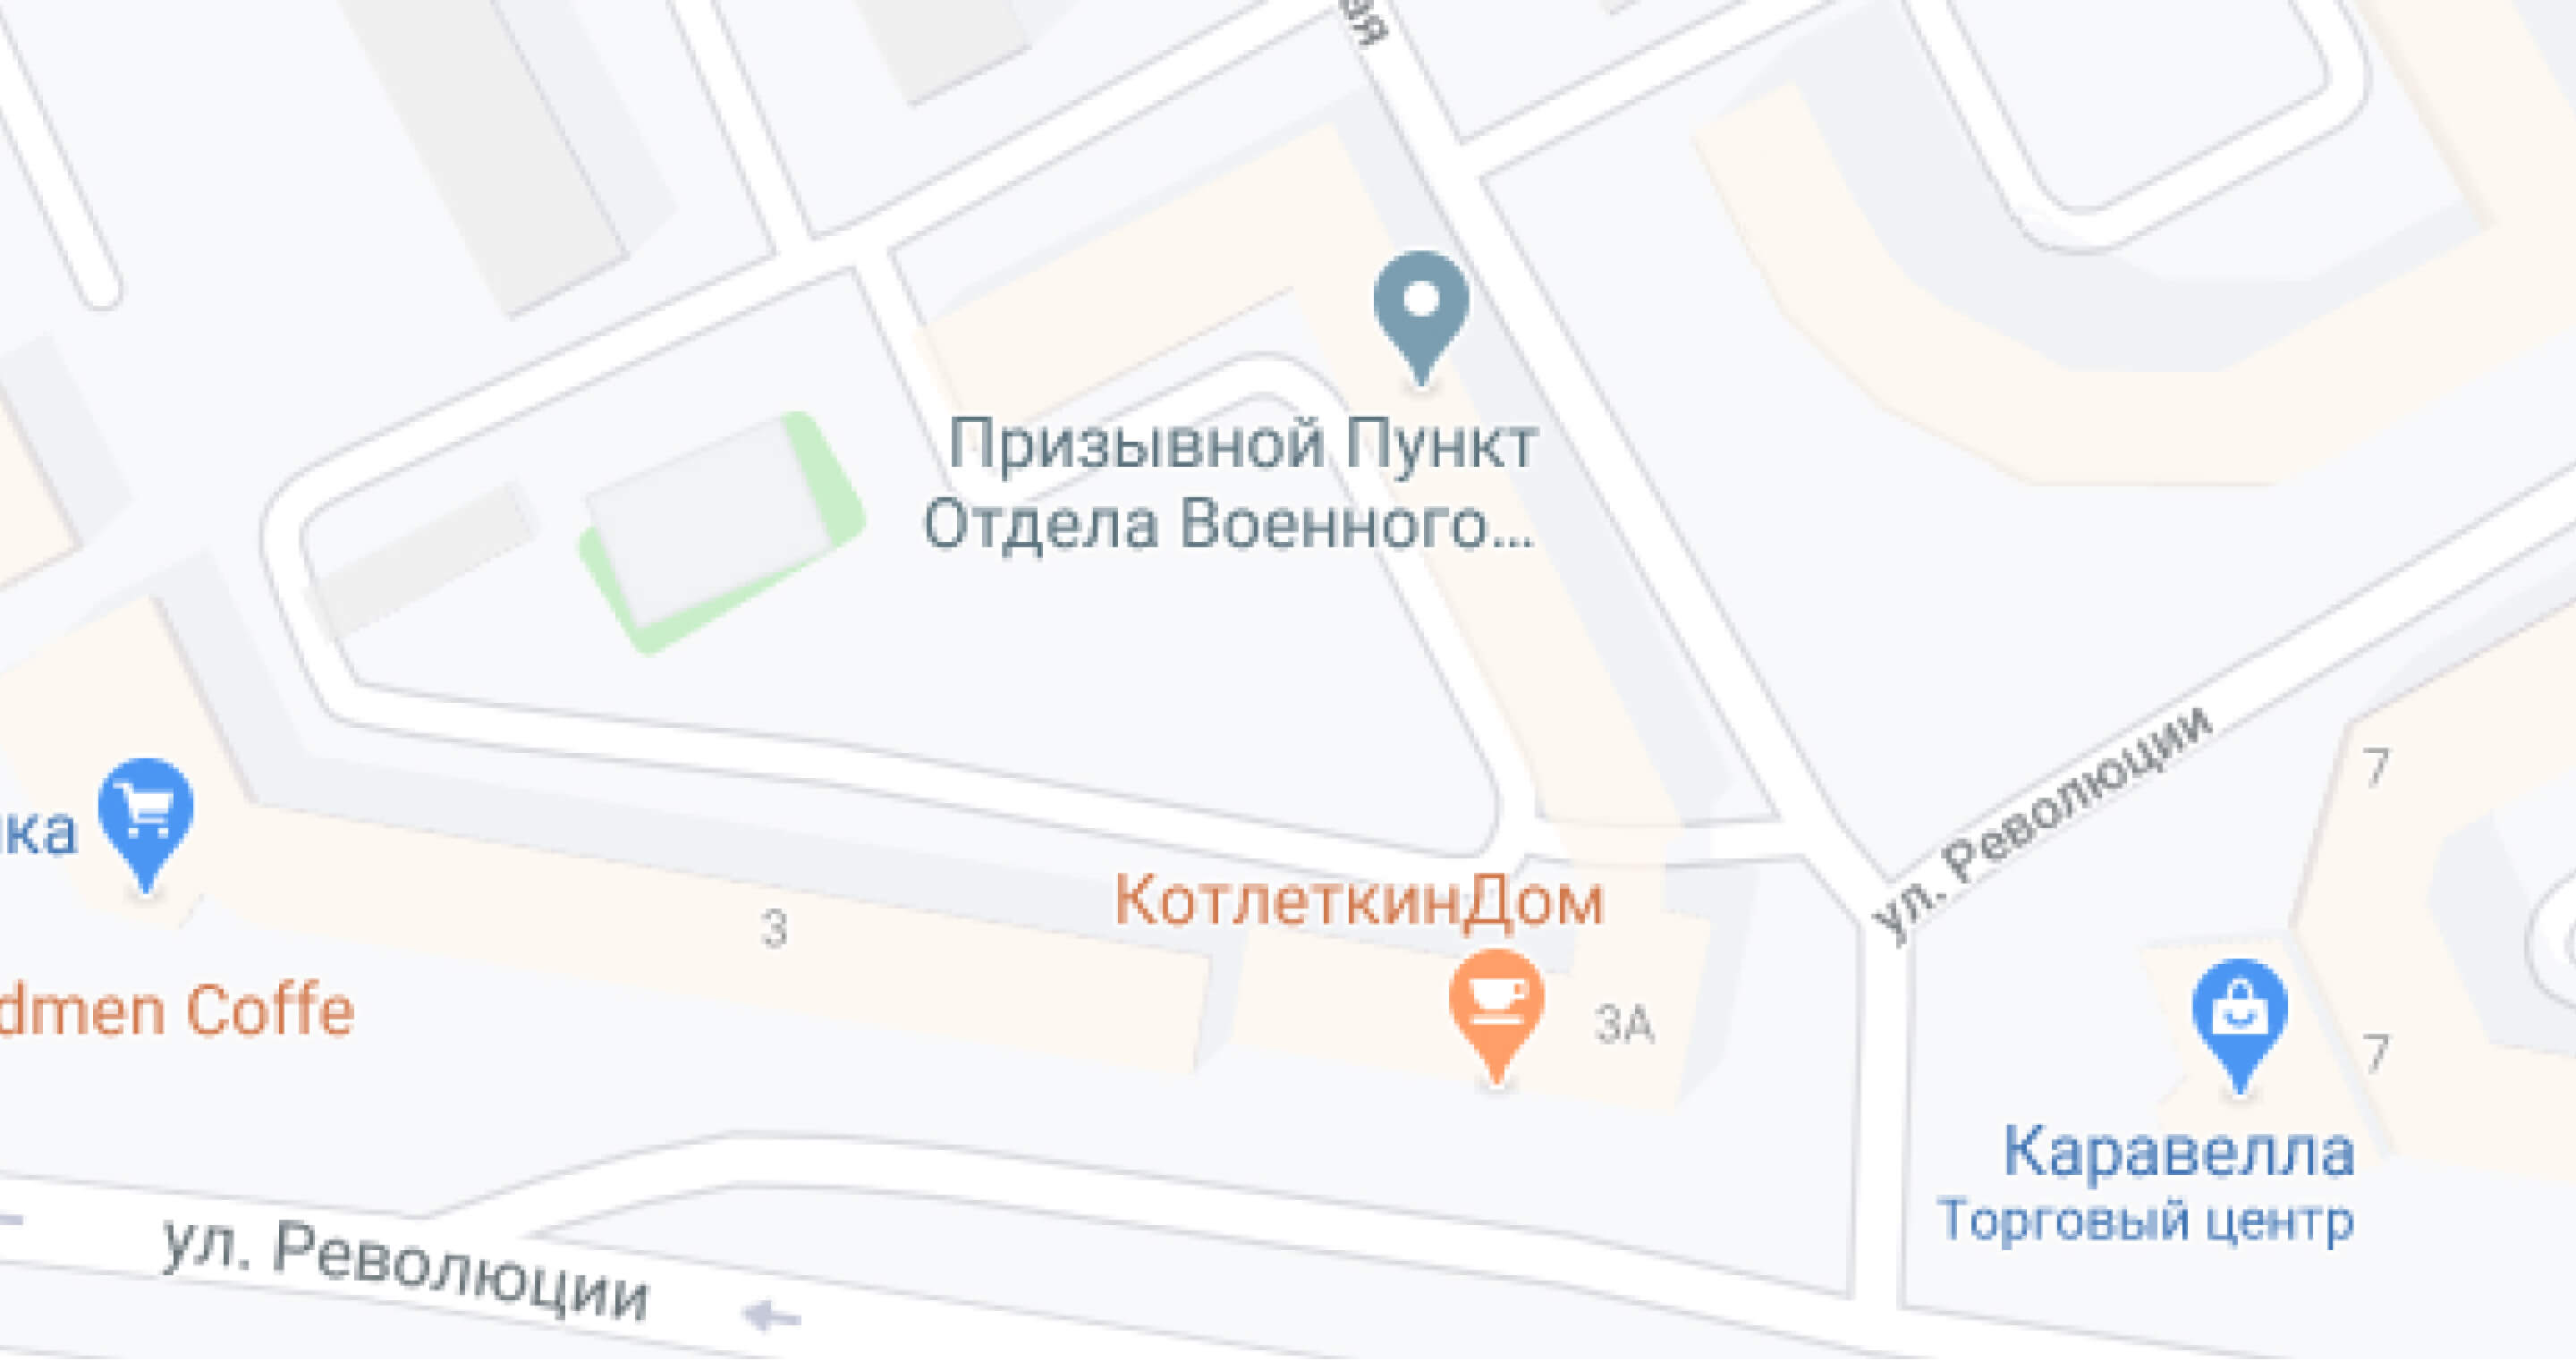 ая
Призывной Пункт
Отдела Военного...
ул. Революции
7
ка
КотлеткинДом
3
3А
dmen Coffe
7
Каравелла
Торговый центр
ул. Революции